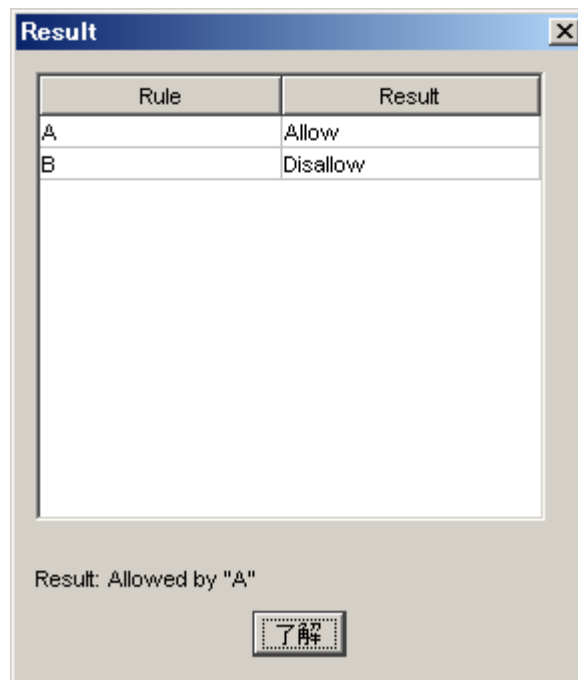 Result
Rule Result
A Allow
B Disallow
Result: Allowed by "A"
了解